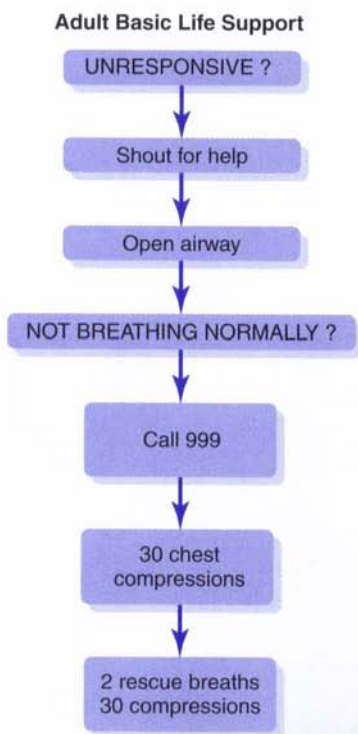 Adult Basic Life Support
UNRESPONSIVE ?
Shout for help
Open airway
NOT BREATHING NORMALLY ?
Call 999
30 chest
compressions
2 rescue breaths
30 compressions